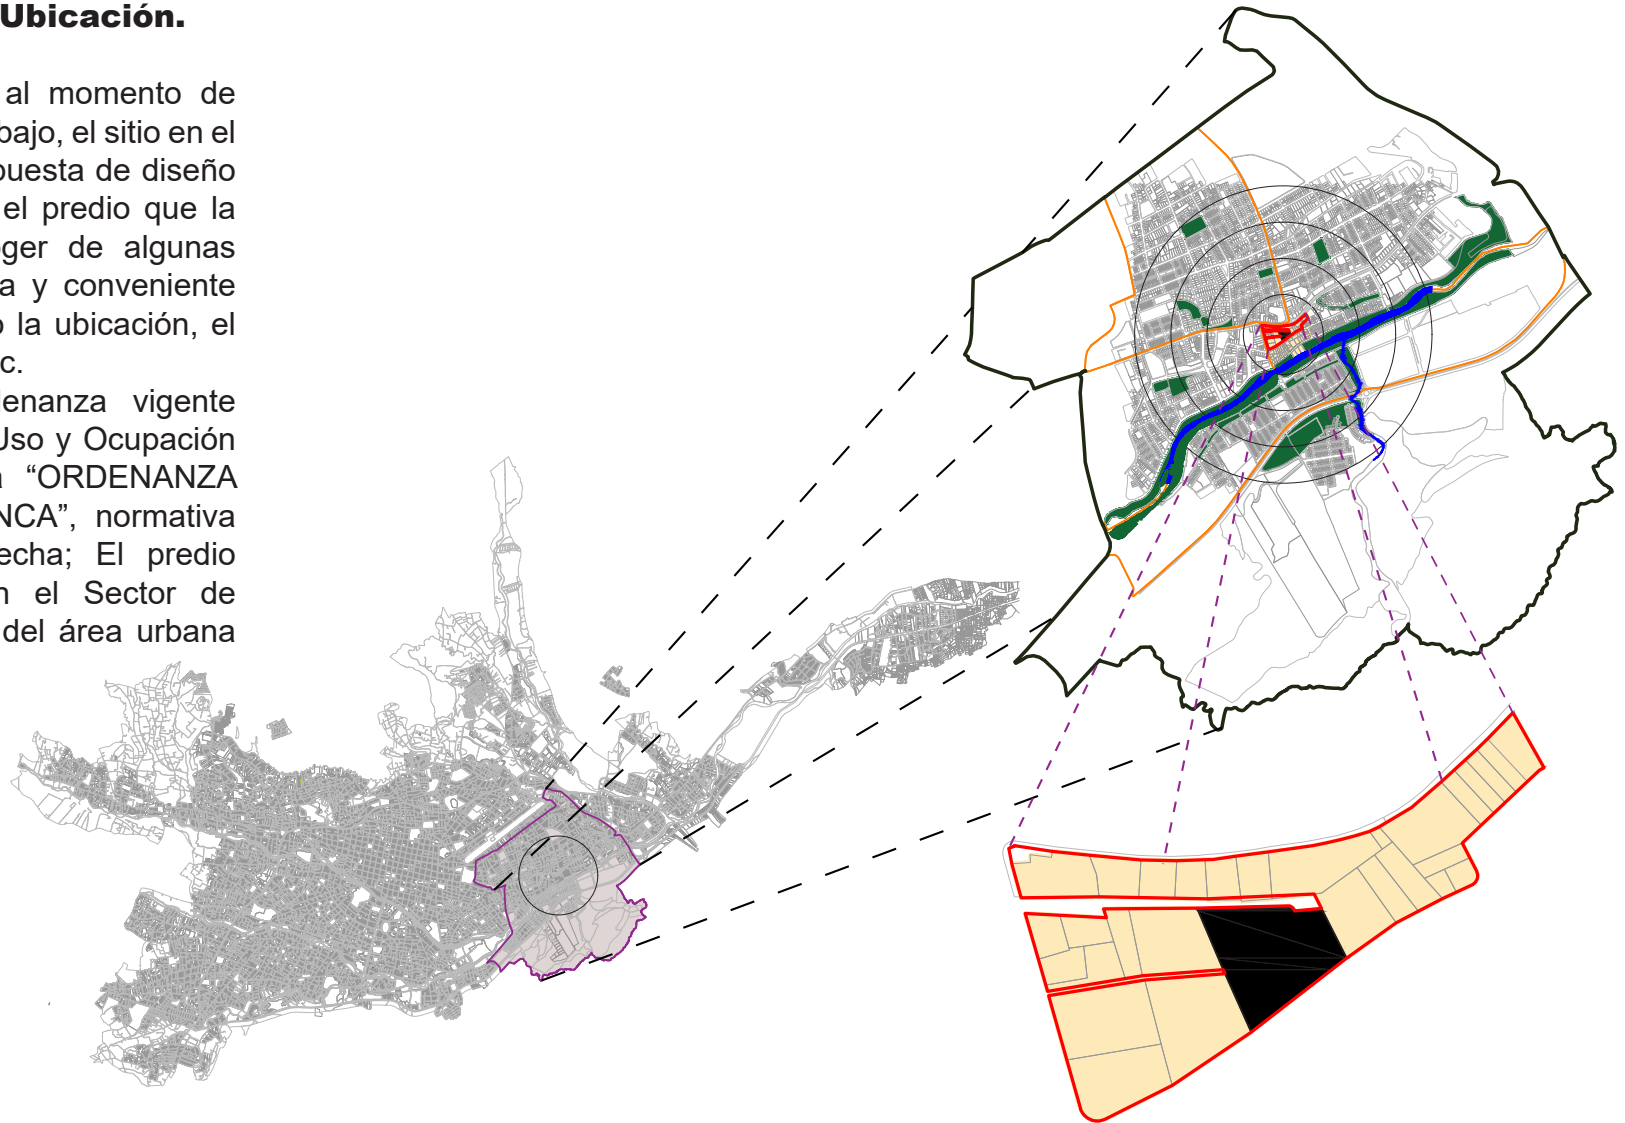 Ubicación.
al momento de
bajo, el sitio en el
puesta de diseño
el predio que la
oger de algunas
a y conveniente
o la ubicación, el
c.
denanza vigente
Uso y Ocupación
a “ORDENANZA
NCA”, normativa
echa; El predio
n el Sector de
del área urbana